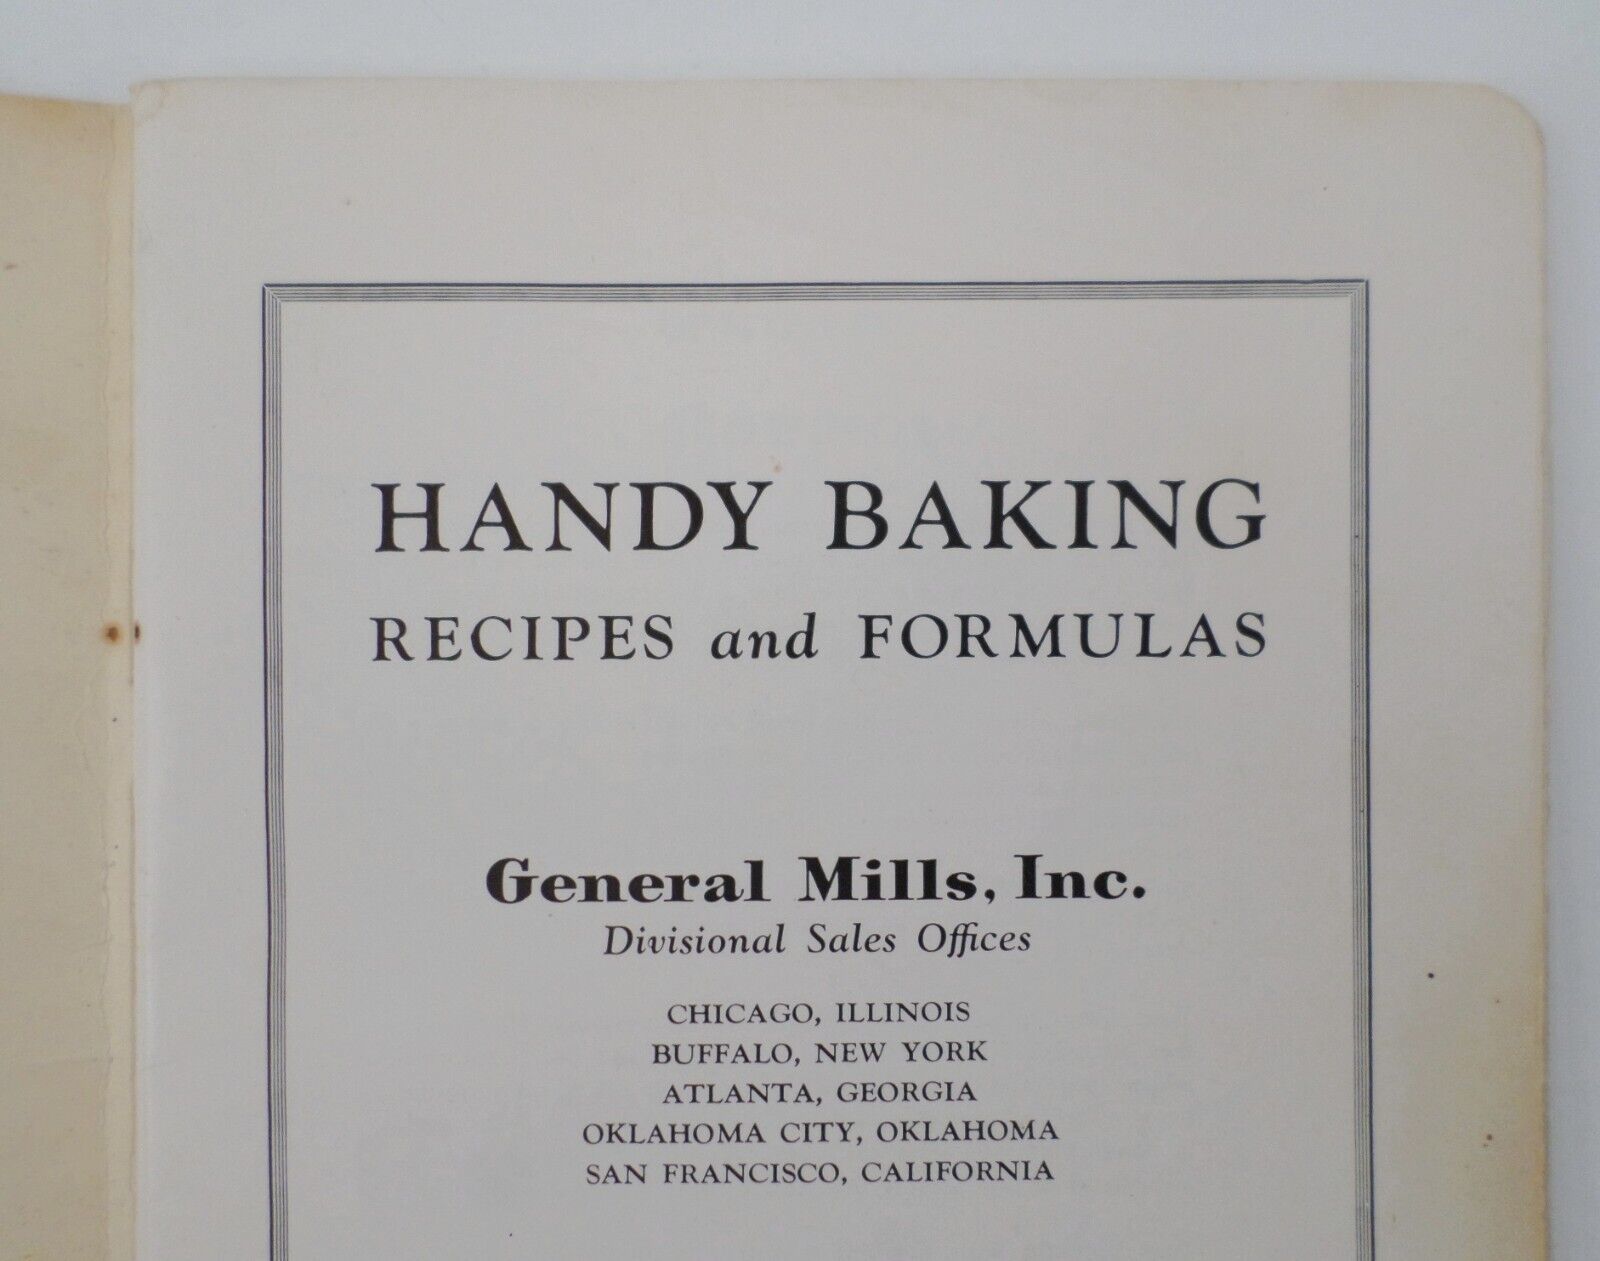 HANDY BAKING
RECIPES and FORMULAS
General Mills, Inc.
Divisional Sales Offices
CHICAGO, ILLINOIS
BUFFALO, NEW YORK
ATLANTA, GEORGIA
OKLAHOMA CITY, OKLAHOMA
SAN FRANCISCO, CALIFORNIA